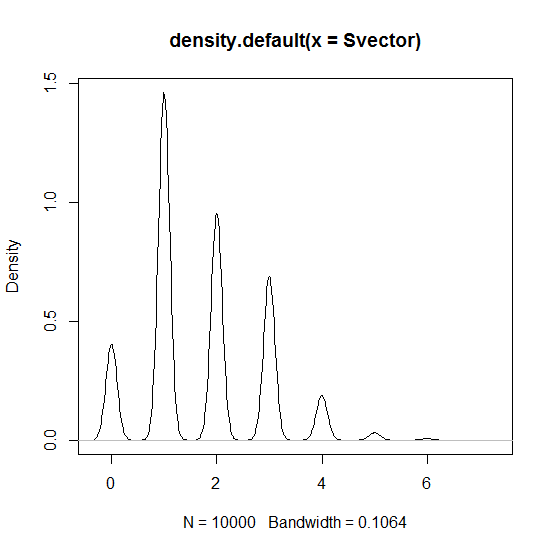 density.default(x = Svector)
Density
0.0
0.5
1.0
1.5
0 2 4 6
N = 10000 Bandwidth = 0.1064